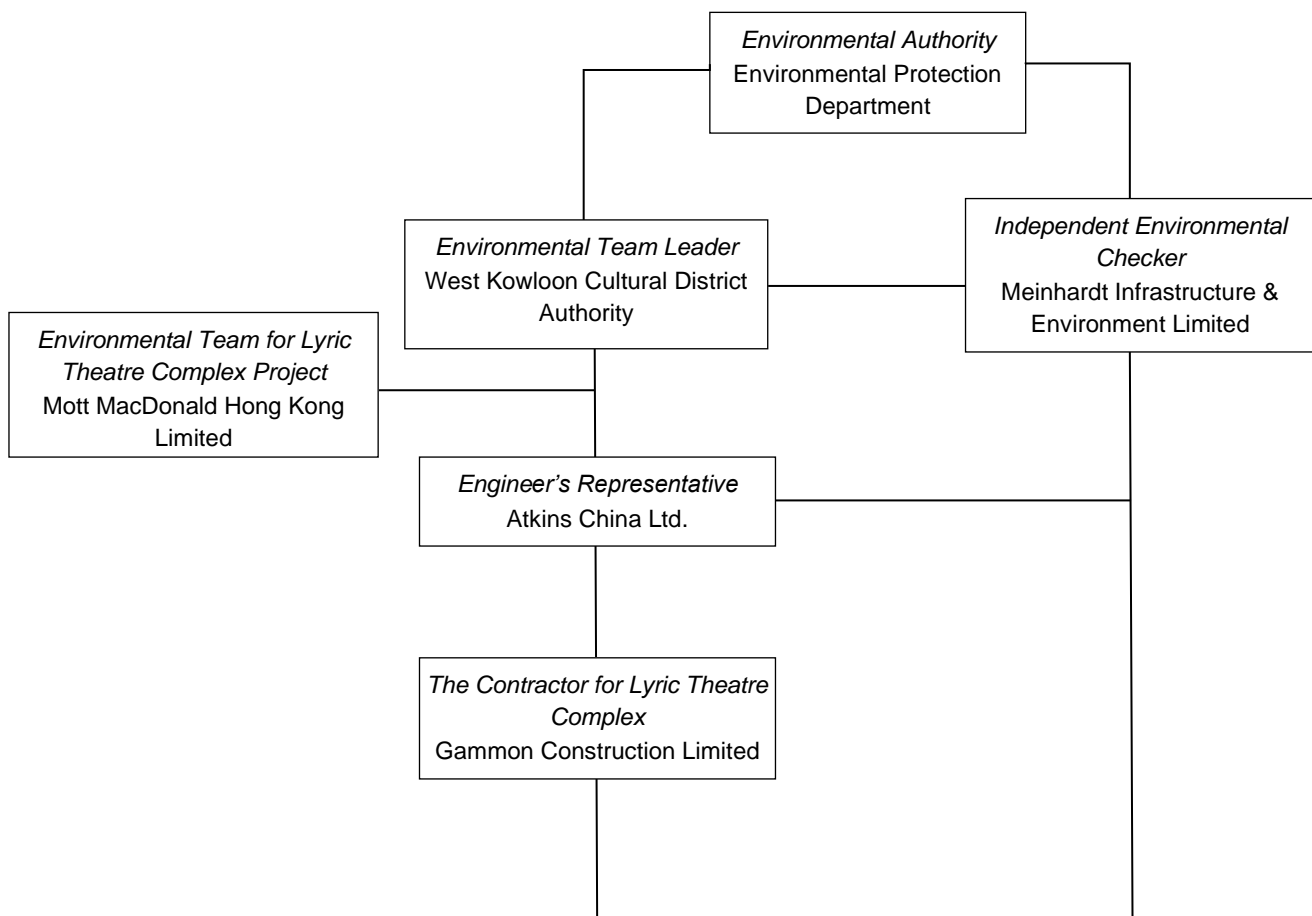 Environmental Authority
Environmental Protection
Department
Environmental Team Leader
West Kowloon Cultural District
Authority
Independent Environmental
Checker
Meinhardt Infrastructure &
Environment Limited
Environmental Team for Lyric
Theatre Complex Project
Mott MacDonald Hong Kong
Limited
Engineer’s Representative
Atkins China Ltd.
The Contractor for Lyric Theatre
Complex
Gammon Construction Limited